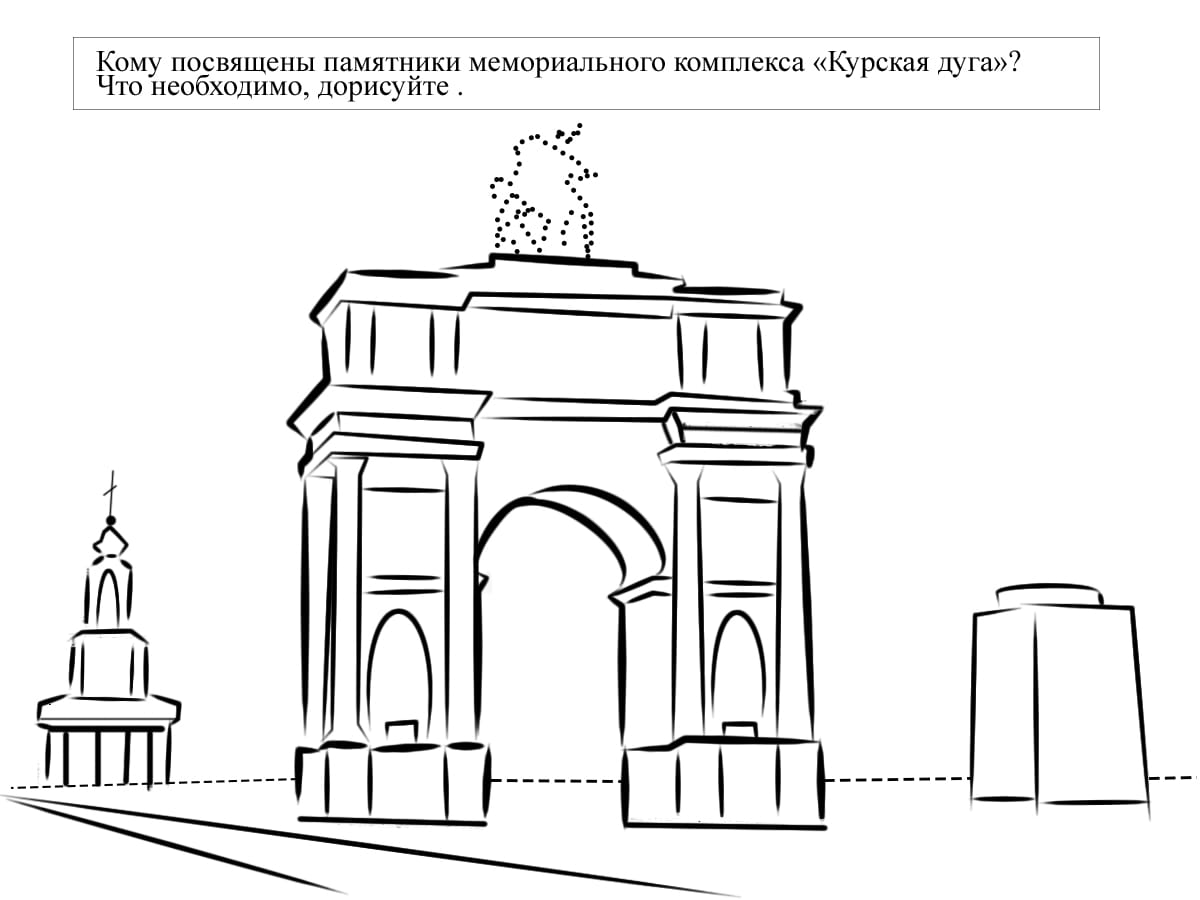 Кому посвящены памятники мемориального комплекса «Курская дуга»?
Что необходимо, дорисуйте .